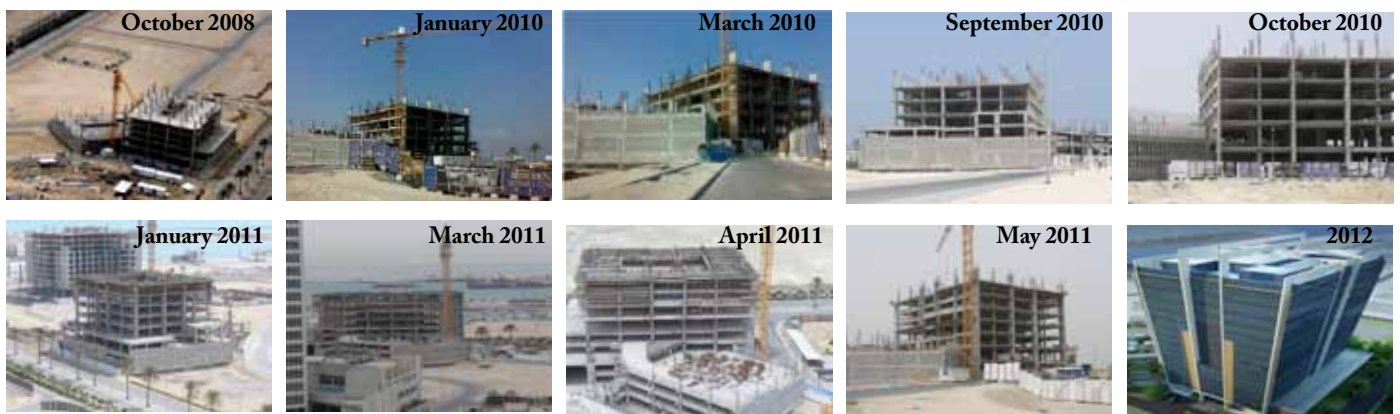 October 2008
January 2010
March 2010
September 2010
October 2010
January 2011
March 2011
April 2011
May 2011
2012